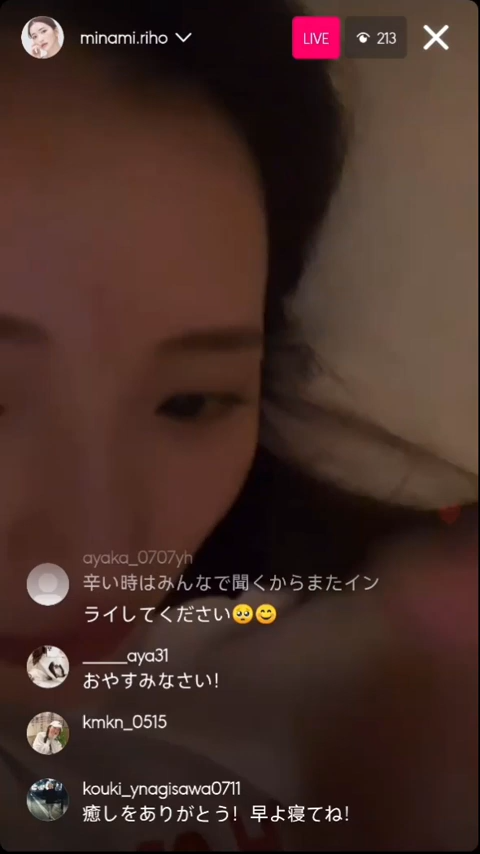 minami.riho
LIVE
213
ayaka_0707yh
辛い時はみんなで聞くからまたイン
ライしてください🥺😊
_____aya31
おやすみなさい！
kmkn_0515
kouki_ynagisawa0711
癒しをありがとう！早よ寝てね！